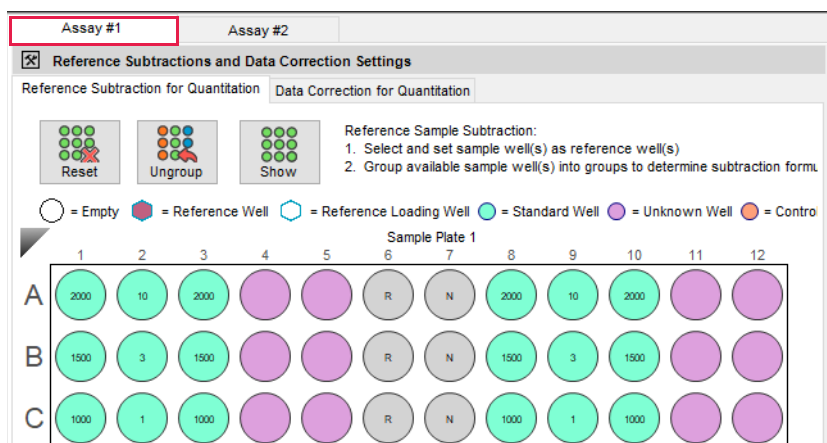 Assay #1 Assay #2
Reference Subtractions and Data Correction Settings
Reference Subtraction for Quantitation Data Correction for Quantitation
Reset Ungroup Show
Reference Sample Subtraction:
1. Select and set sample well(s) as reference well(s)
2. Group available sample well(s) into groups to determine subtraction formu
= Empty = Reference Well = Reference Loading Well = Standard Well = Unknown Well = Contro
Sample Plate 1
1 2 3 4 5 6 7 8 9 10 11 12
A 2000 10 2000 R N 2000 10 2000
B 1500 3 1500 R N 1500 3 1500
C 1000 1 1000 R N 1000 1 1000